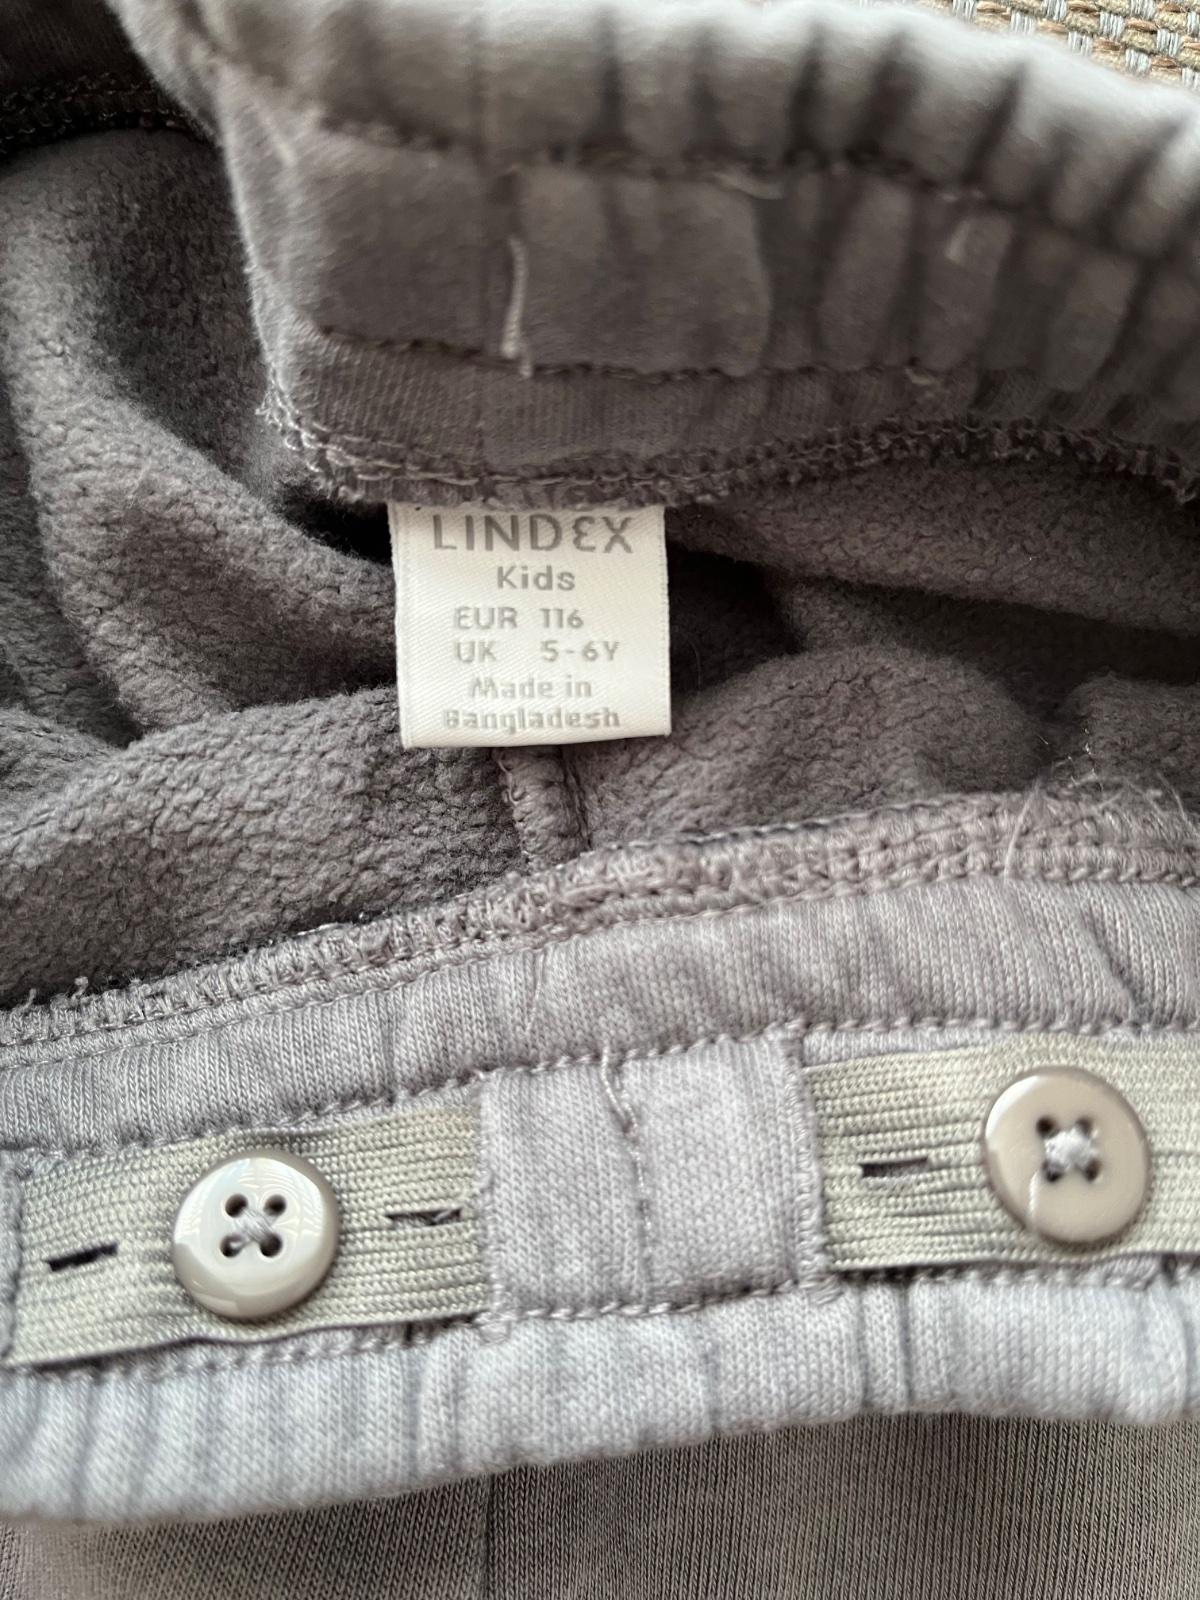 LINDEX
Kids
EUR 116
UK 5-6Y
Made in
Bangladesh